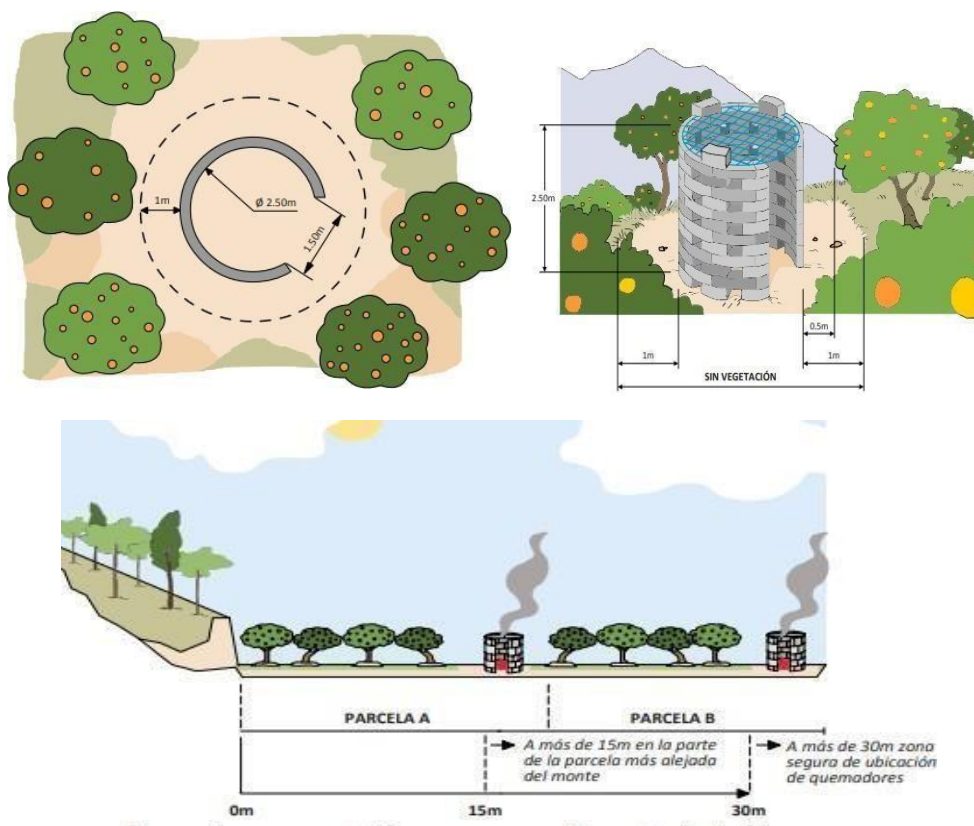 1m
Ø 2.50m
1.50m
2.50m
0.5m
1m
1m
SIN VEGETACIÓN
PARCELA A
PARCELA B
A más de 15m en la parte
de la parcela más alejada
del monte
A más de 30m zona
segura de ubicación
de quemadores
0m
15m
30m